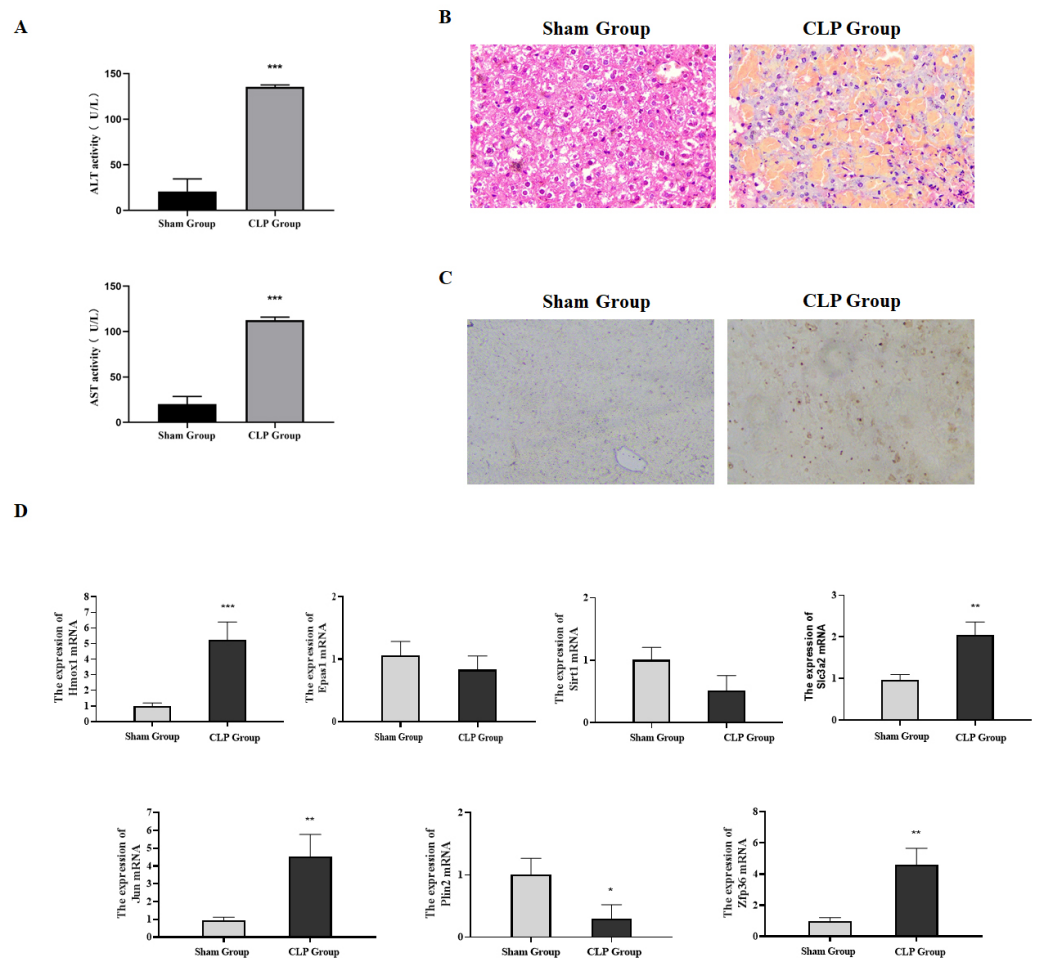 A
ALT activity（ U/L）
150
100
50
0
***
Sham Group
CLP Group
AST activity（ U/L）
150
100
50
0
***
Sham Group
CLP Group
B
Sham Group
CLP Group
C
Sham Group
CLP Group
D
The expression of
Hmox1 mRNA
8
7
6
5
4
3
2
1
0
***
Sham Group
CLP Group
The expression of
Epas1 mRNA
2
1
0
Sham Group
CLP Group
The expression of
Sirt1 mRNA
2
1
0
Sham Group
CLP Group
The expression of
Slc3a2 mRNA
3
2
1
0
**
Sham Group
CLP Group
The expression of
Jun mRNA
7
6
5
4
3
2
1
0
**
Sham Group
CLP Group
The expression of
Plin2 mRNA
2
1
0
*
Sham Group
CLP Group
The expression of
Zfp36 mRNA
8
6
4
2
0
**
Sham Group
CLP Group